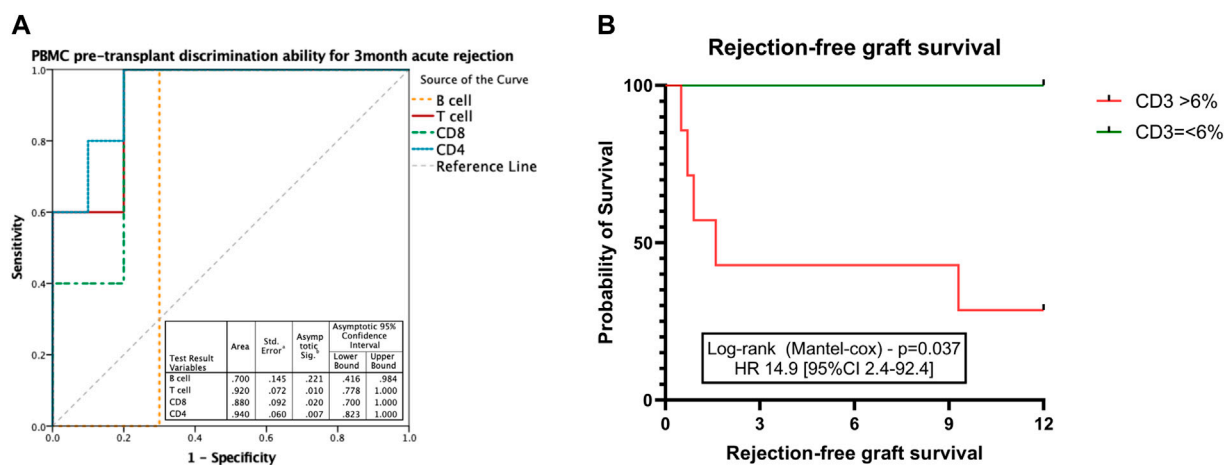 A
PBMC pre-transplant discrimination ability for 3month acute rejection
Source of the Curve
B cell
T cell
CD8
CD4
Reference Line
1.0
0.8
0.6
0.4
0.2
0.0
Sensitivity
0.0 0.2 0.4 0.6 0.8 1.0
1 - Specificity
Test Result Variables Area Std. Errorᵃ Asymp totic Sig.ᵇ Asymptotic 95% Confidence Interval
Lower Bound Upper Bound
B cell .700 .145 .221 .416 .984
T cell .920 .072 .010 .778 1.000
CD8 .880 .092 .020 .700 1.000
CD4 .940 .060 .007 .823 1.000
B
Rejection-free graft survival
CD3 >6%
CD3=<6%
100
50
0
Probability of Survival
Log-rank (Mantel-cox) - p=0.037
HR 14.9 [95%CI 2.4-92.4]
0 3 6 9 12
Rejection-free graft survival